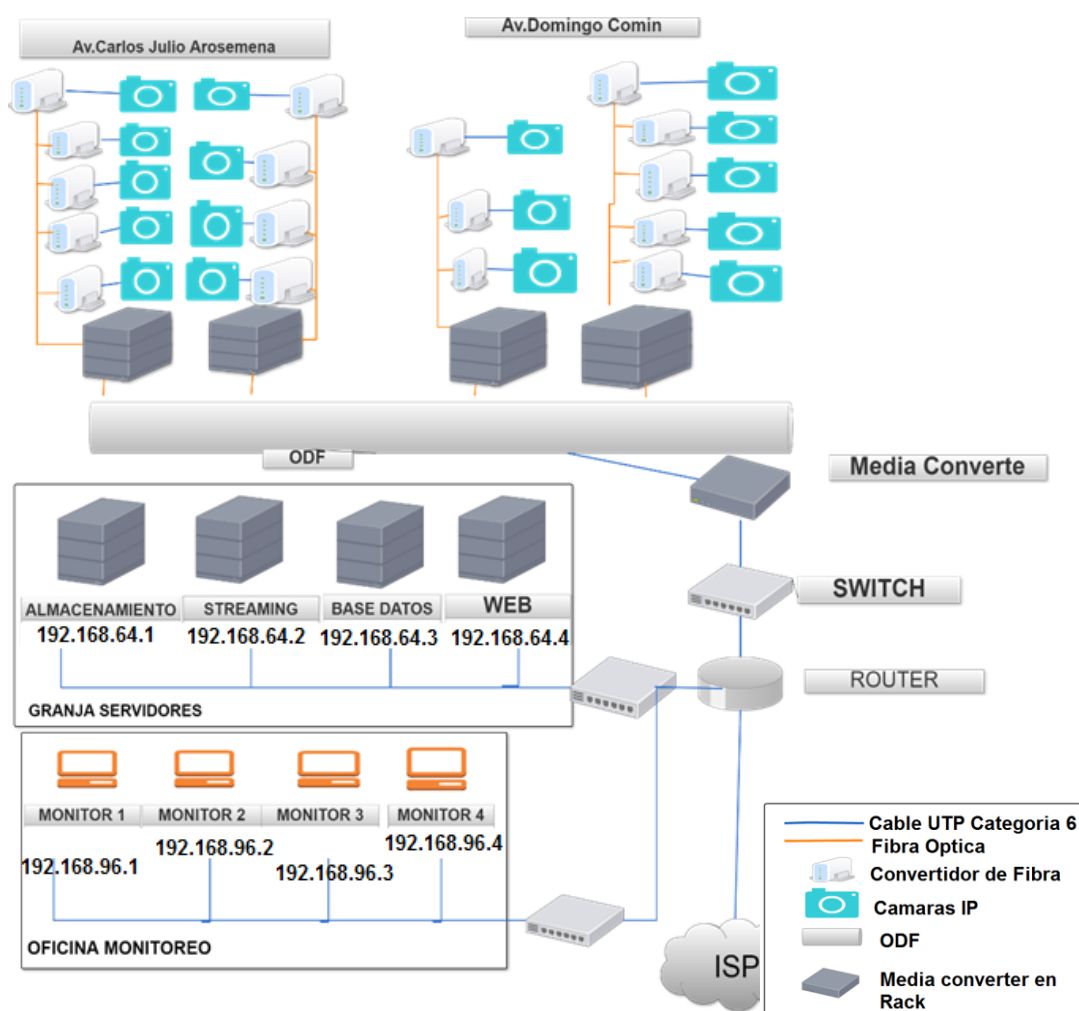 Av.Carlos Julio Arosemena
Av.Domingo Comin
ODF
Media Converte
SWITCH
ROUTER
ALMACENAMIENTO
STREAMING
BASE DATOS
WEB
192.168.64.1
192.168.64.2
192.168.64.3
192.168.64.4
GRANJA SERVIDORES
MONITOR 1
MONITOR 2
MONITOR 3
MONITOR 4
192.168.96.1
192.168.96.2
192.168.96.3
192.168.96.4
OFICINA MONITOREO
ISP
Cable UTP Categoria 6
Fibra Optica
Convertidor de Fibra
Camaras IP
ODF
Media converter en
Rack